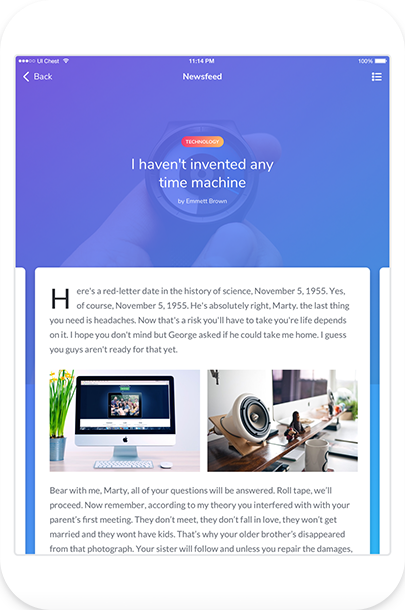 UI Chest
11:14 PM
100%
Back
Newsfeed
TECHNOLOGY
I haven't invented any
time machine
by Emmett Brown
Here's a red-letter date in the history of science, November 5, 1955. Yes,
of course, November 5, 1955. He's absolutely right, Marty. the last thing
you need is headaches. Now that's a risk you'll have to take you're life depends
on it. I hope you don't mind but George asked if he could take me home. I guess
you guys aren't ready for that yet.
Bear with me, Marty, all of your questions will be answered. Roll tape, we'll
proceed. Now remember, according to my theory you interfered with with your
parent's first meeting. They don't meet, they don't fall in love, they won't get
married and they wont have kids. That's why your older brother's disappeared
from that photograph. Your sister will follow and unless you repair the damages,